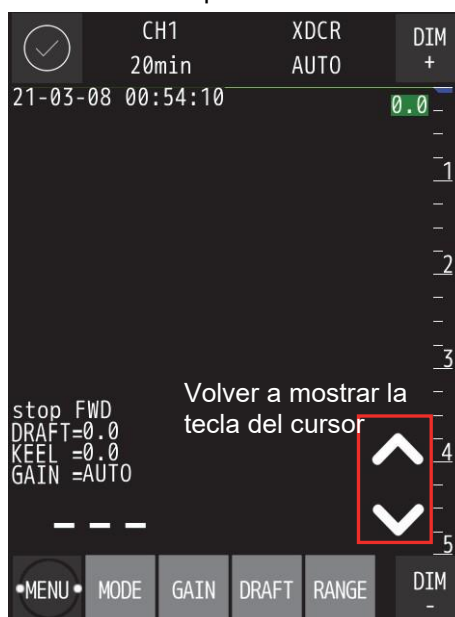 CH1 XDCR DIM
20min AUTO +
21-03-08 00:54:10 0.0
1
2
3
Volver a mostrar la
tecla del cursor
stop FWD
DRAFT=0.0
KEEL =0.0
GAIN =AUTO
4
– – –
5
•MENU• MODE GAIN DRAFT RANGE DIM
-